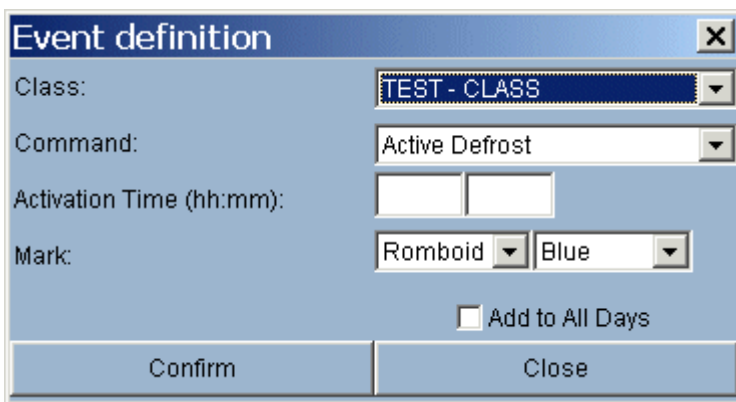 Event definition
Class: TEST - CLASS
Command: Active Defrost
Activation Time (hh:mm):
Mark: Romboid Blue
Add to All Days
Confirm Close